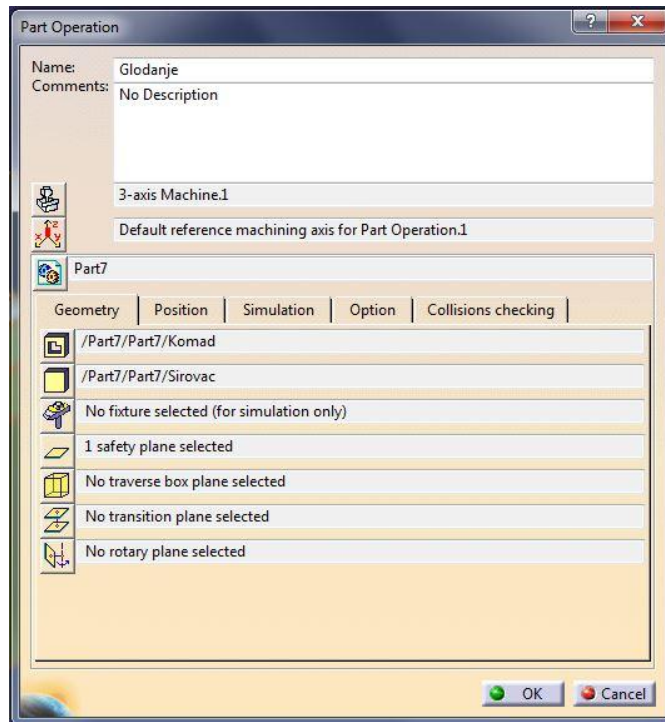 Part Operation
Name: Glodanje
Comments: No Description
3-axis Machine.1
Default reference machining axis for Part Operation.1
Part7
Geometry Position Simulation Option Collisions checking
/Part7/Part7/Komad
/Part7/Part7/Sirovac
No fixture selected (for simulation only)
1 safety plane selected
No traverse box plane selected
No transition plane selected
No rotary plane selected
OK Cancel